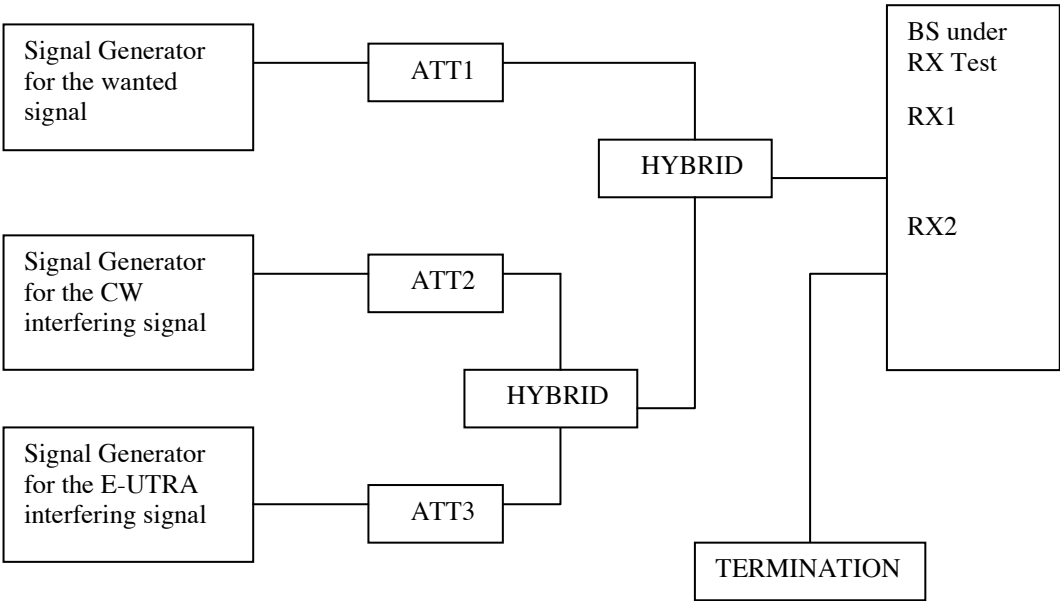 Signal Generator
for the wanted
signal
ATT1
HYBRID
BS under
RX Test
RX1
RX2
Signal Generator
for the CW
interfering signal
ATT2
HYBRID
Signal Generator
for the E-UTRA
interfering signal
ATT3
TERMINATION